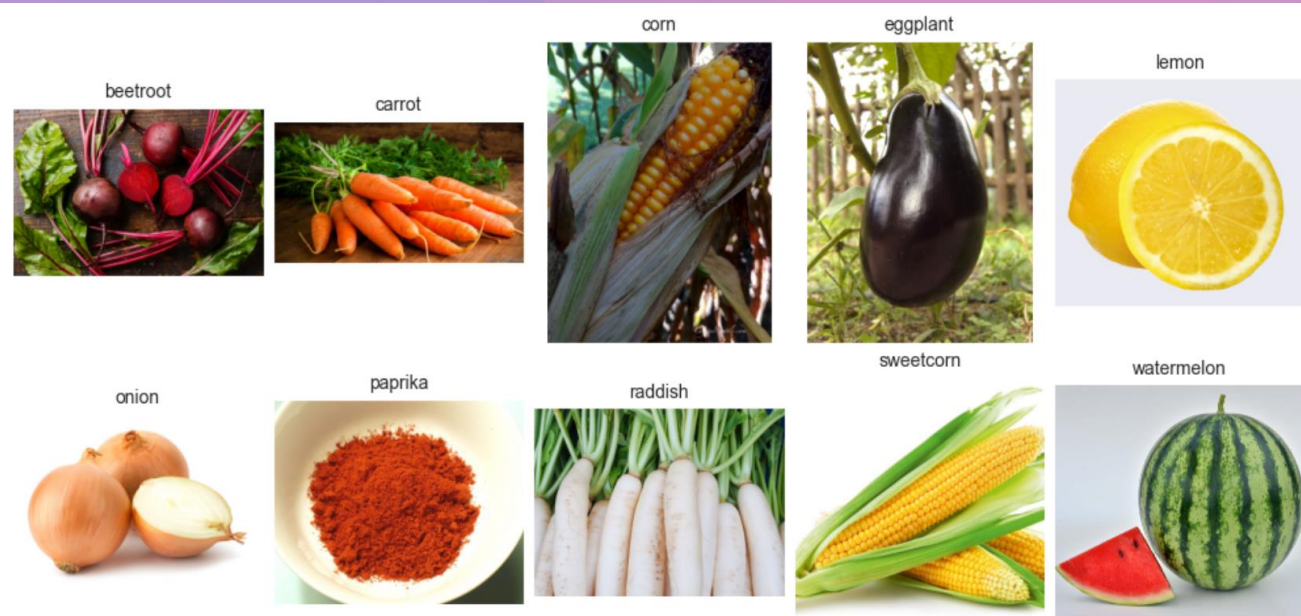 beetroot
carrot
corn
eggplant
lemon
onion
paprika
raddish
sweetcorn
watermelon